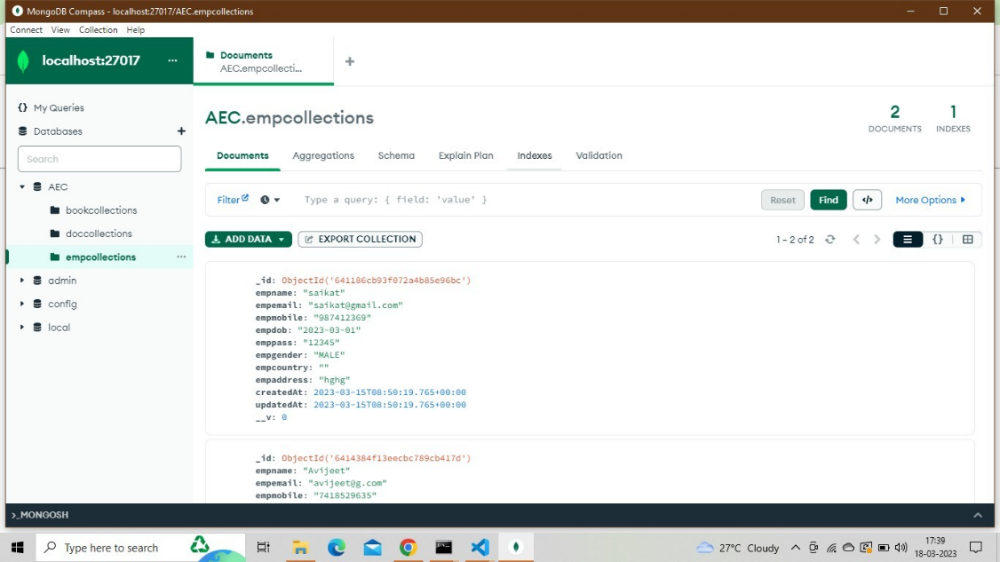 MongoDB Compass - localhost:27017/AEC.empcollections
Connect View Collection Help
localhost:27017 ...
Documents
AEC.empcollecti...
My Queries
Databases
Search
AEC
bookcollections
doccollections
empcollections ...
admin
config
local
AEC.empcollections
2
DOCUMENTS
1
INDEXES
Documents Aggregations Schema Explain Plan Indexes Validation
Filter Type a query: { field: 'value' } Reset Find </> More Options
ADD DATA EXPORT COLLECTION 1 – 2 of 2 {}
_id: ObjectId('641186cb93f072a4b85e96bc')
empname: "saikat"
empemail: "saikat@gmail.com"
empmobile: "987412369"
empdob: "2023-03-01"
emppass: "12345"
empgender: "MALE"
empcountry: ""
empaddress: "hghg"
createdAt: 2023-03-15T08:50:19.765+00:00
updatedAt: 2023-03-15T08:50:19.765+00:00
__v: 0
_id: ObjectId('6414384f13eecbc789cb417d')
empname: "Avijeet"
empemail: "avijeet@g.com"
empmobile: "7418529635"
>_MONGOSH
Type here to search
27°C Cloudy
17:39
18-03-2023